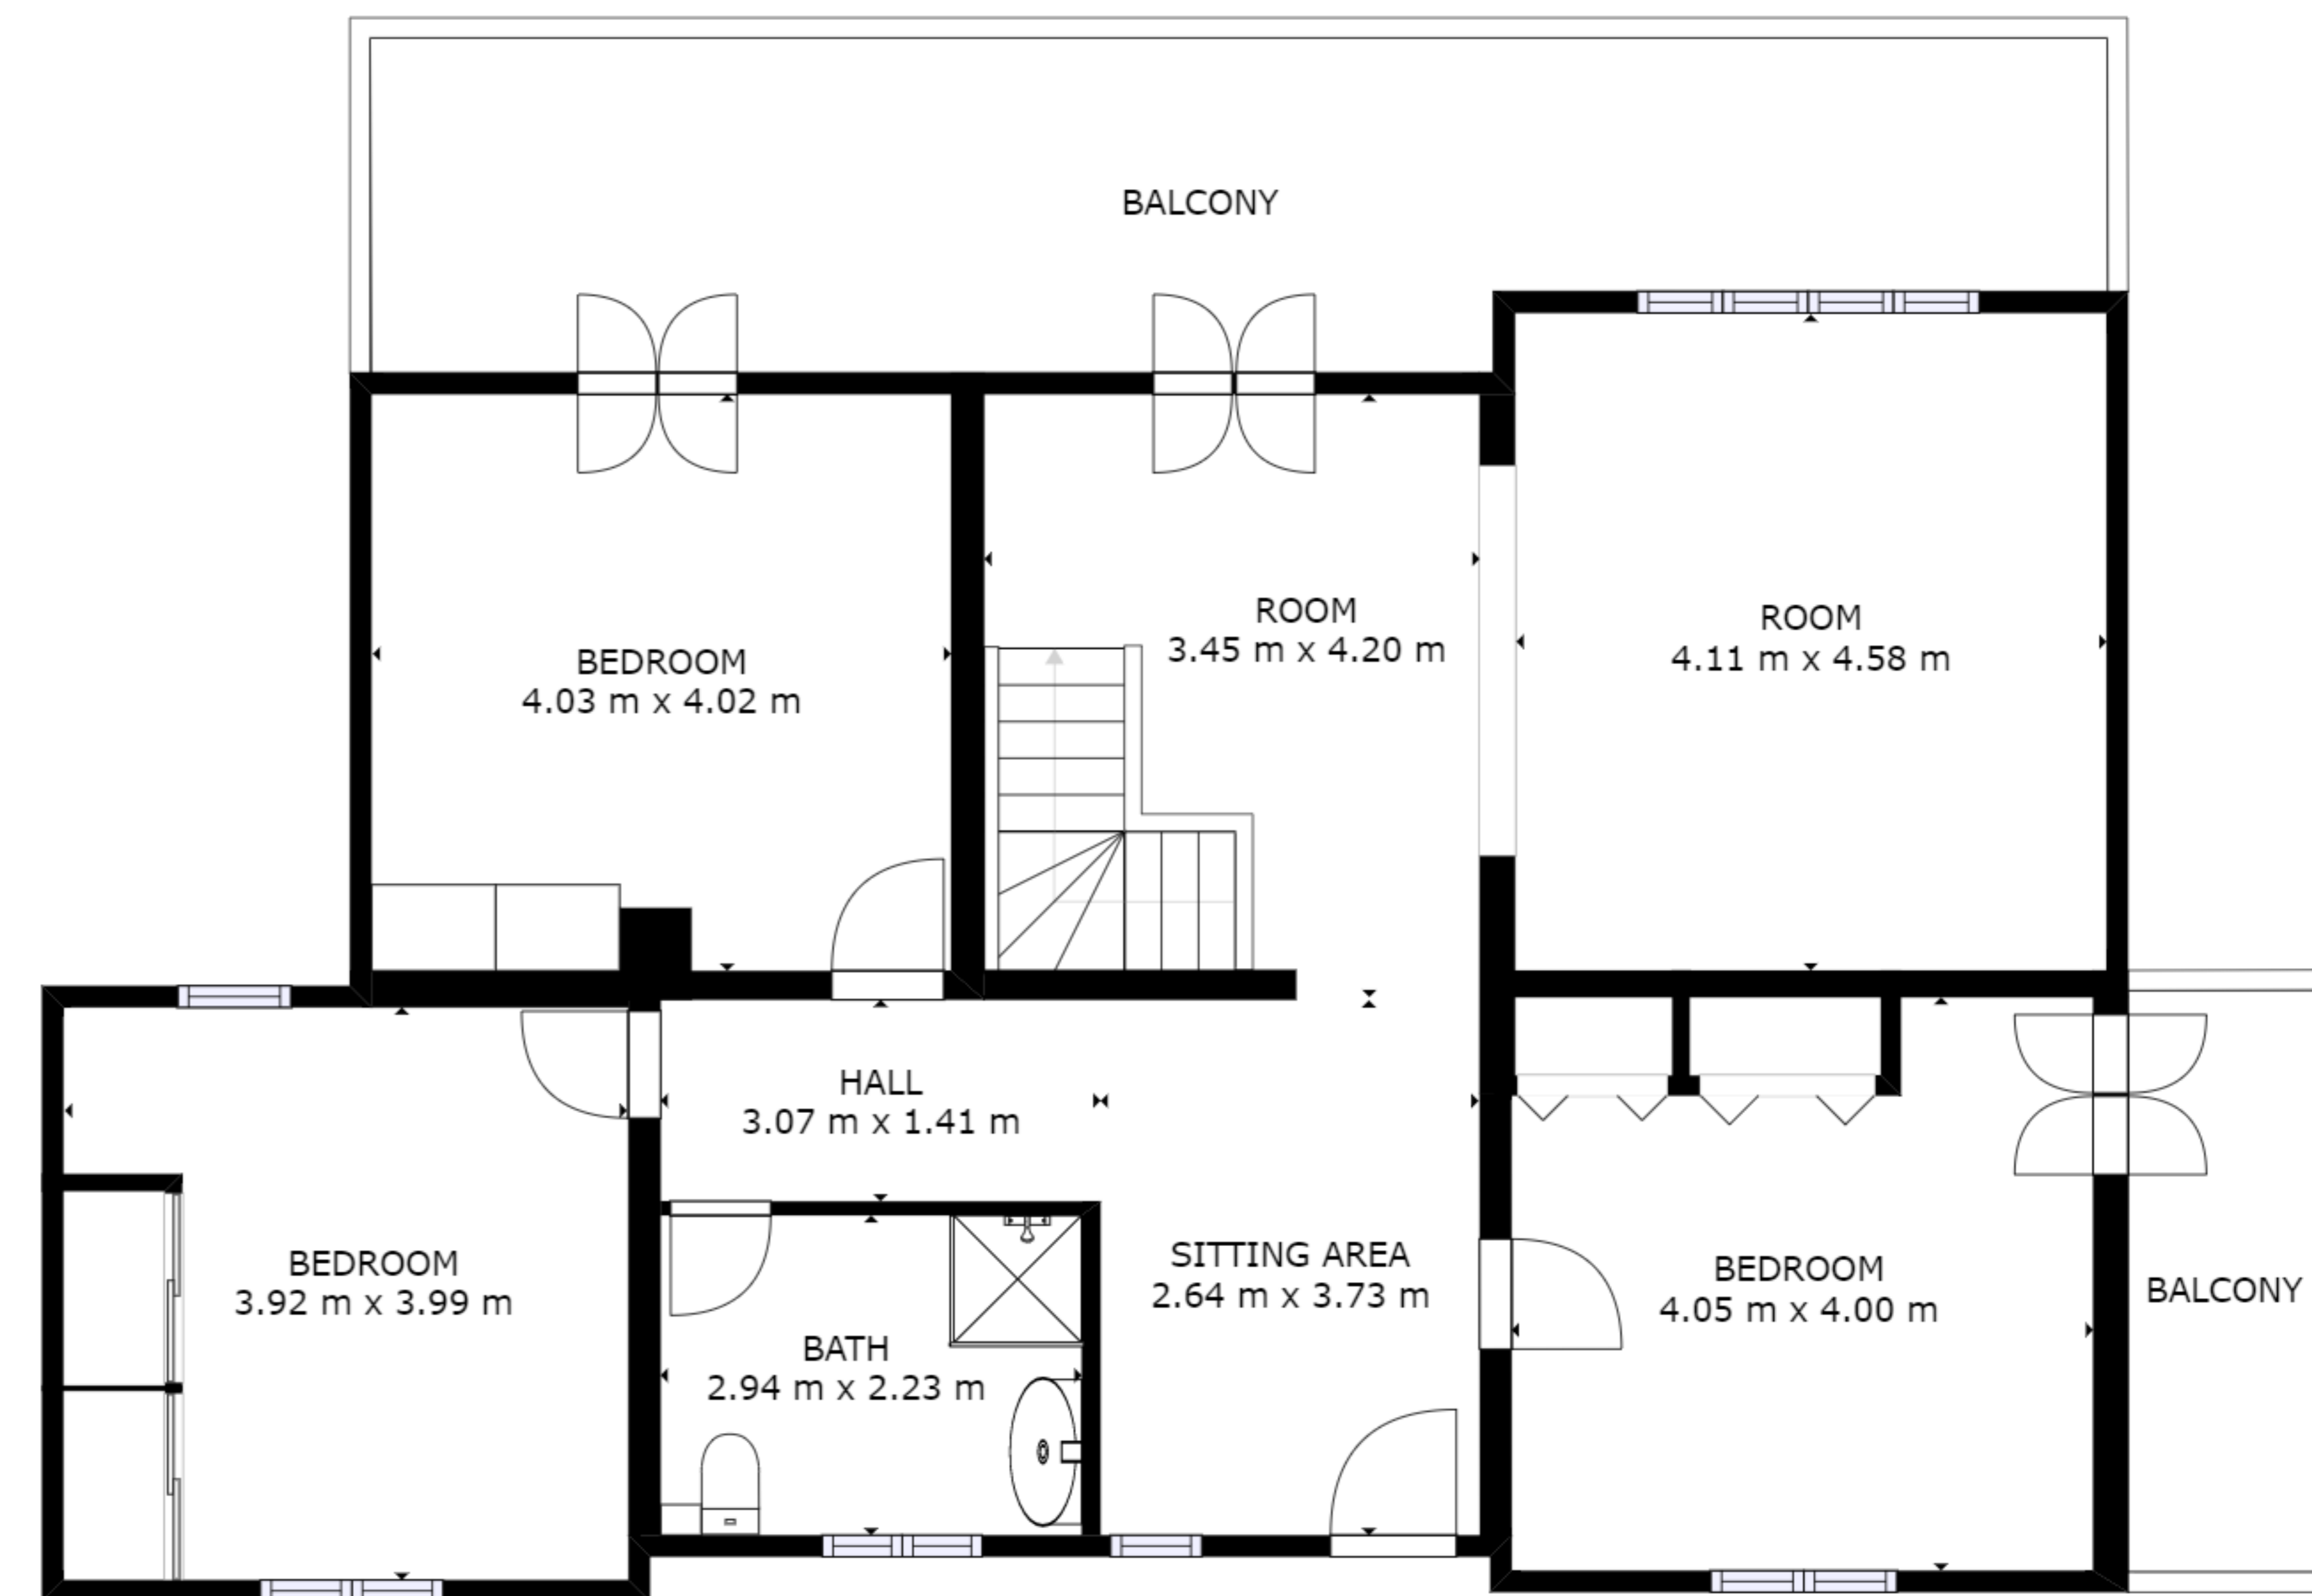 BALCONY
ROOM
3.45 m x 4.20 m
ROOM
4.11 m x 4.58 m
BEDROOM
4.03 m x 4.02 m
HALL
3.07 m x 1.41 m
BEDROOM
3.92 m x 3.99 m
SITTING AREA
2.64 m x 3.73 m
BEDROOM
4.05 m x 4.00 m
BALCONY
BATH
2.94 m x 2.23 m